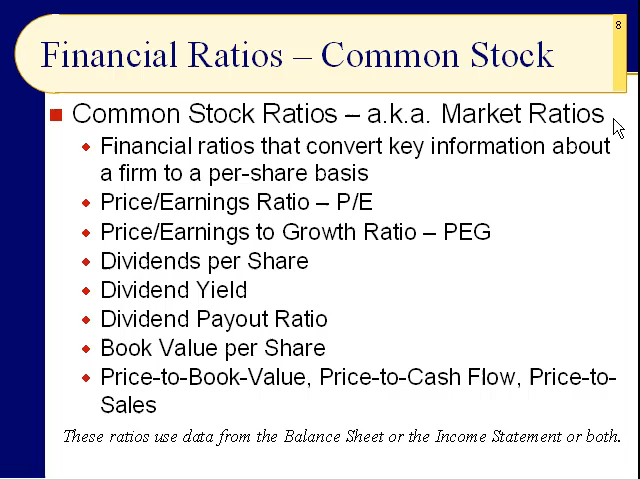 8
Financial Ratios – Common Stock
Common Stock Ratios – a.k.a. Market Ratios
Financial ratios that convert key information about
a firm to a per-share basis
Price/Earnings Ratio – P/E
Price/Earnings to Growth Ratio – PEG
Dividends per Share
Dividend Yield
Dividend Payout Ratio
Book Value per Share
Price-to-Book-Value, Price-to-Cash Flow, Price-to-
Sales
These ratios use data from the Balance Sheet or the Income Statement or both.